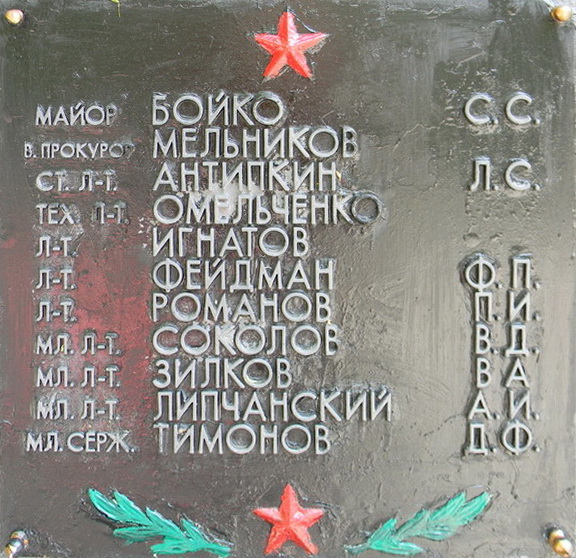 МАЙОР БОЙКО С. С.
В. ПРОКУРОР МЕЛЬНИКОВ
СТ. Л-Т. АНТИПКИН Л. С.
ТЕХ. Л-Т. ОМЕЛЬЧЕНКО
Л-Т. ИГНАТОВ
Л-Т. ФЕЙДМАН Ф. П.
Л-Т. РОМАНОВ П. И.
МЛ. Л-Т. СОКОЛОВ В. Д.
МЛ. Л-Т. ЗИЛКОВ В. А
МЛ. Л-Т. ЛИПЧАНСКИЙ А. И.
МЛ. СЕРЖ. ТИМОНОВ Д. Ф.